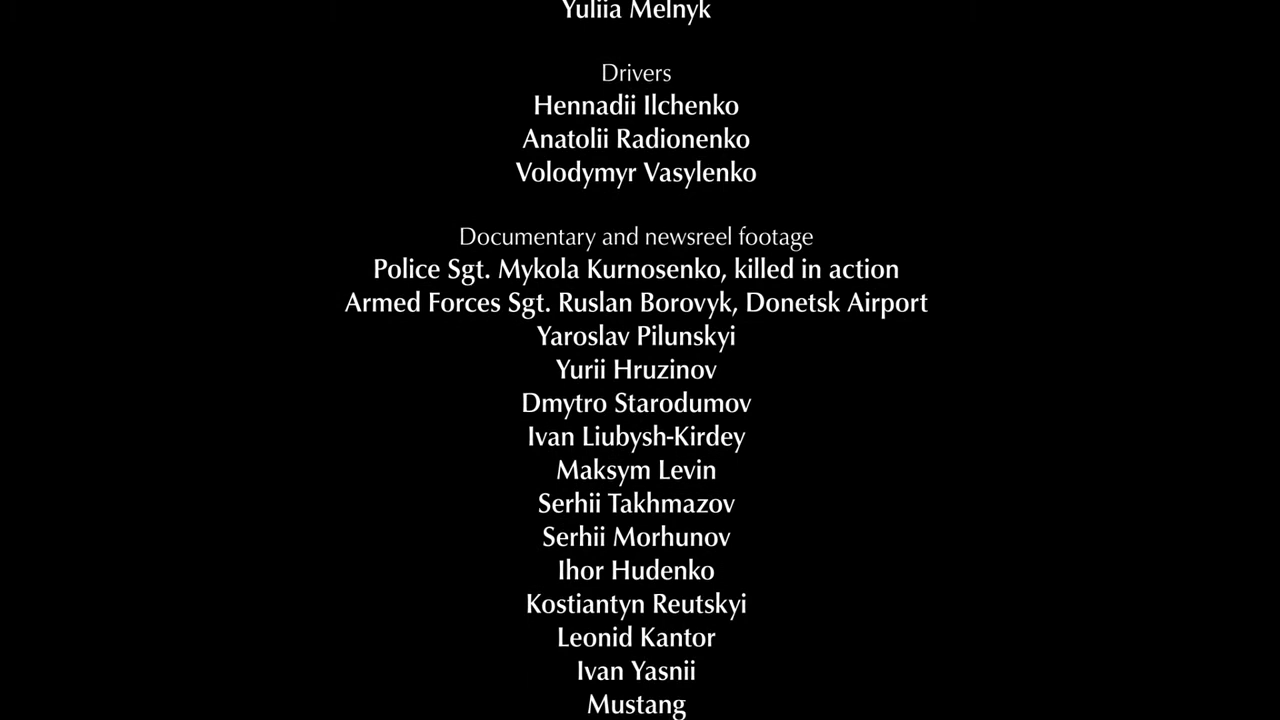 Yuliia Melnyk
Drivers
Hennadii Ilchenko
Anatolii Radionenko
Volodymyr Vasylenko
Documentary and newsreel footage
Police Sgt. Mykola Kurnosenko, killed in action
Armed Forces Sgt. Ruslan Borovyk, Donetsk Airport
Yaroslav Pilunskyi
Yurii Hruzinov
Dmytro Starodumov
Ivan Liubysh-Kirdey
Maksym Levin
Serhii Takhmazov
Serhii Morhunov
Ihor Hudenko
Kostiantyn Reutskyi
Leonid Kantor
Ivan Yasnii
Mustang